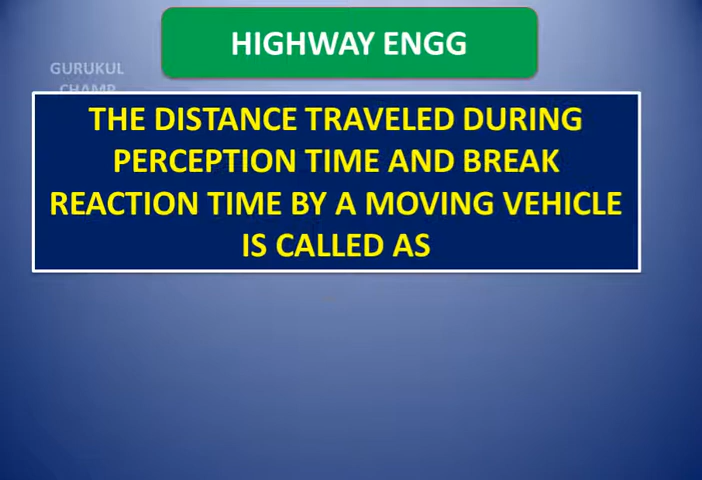 HIGHWAY ENGG
GURUKUL
CHAMP
THE DISTANCE TRAVELED DURING
PERCEPTION TIME AND BREAK
REACTION TIME BY A MOVING VEHICLE
IS CALLED AS